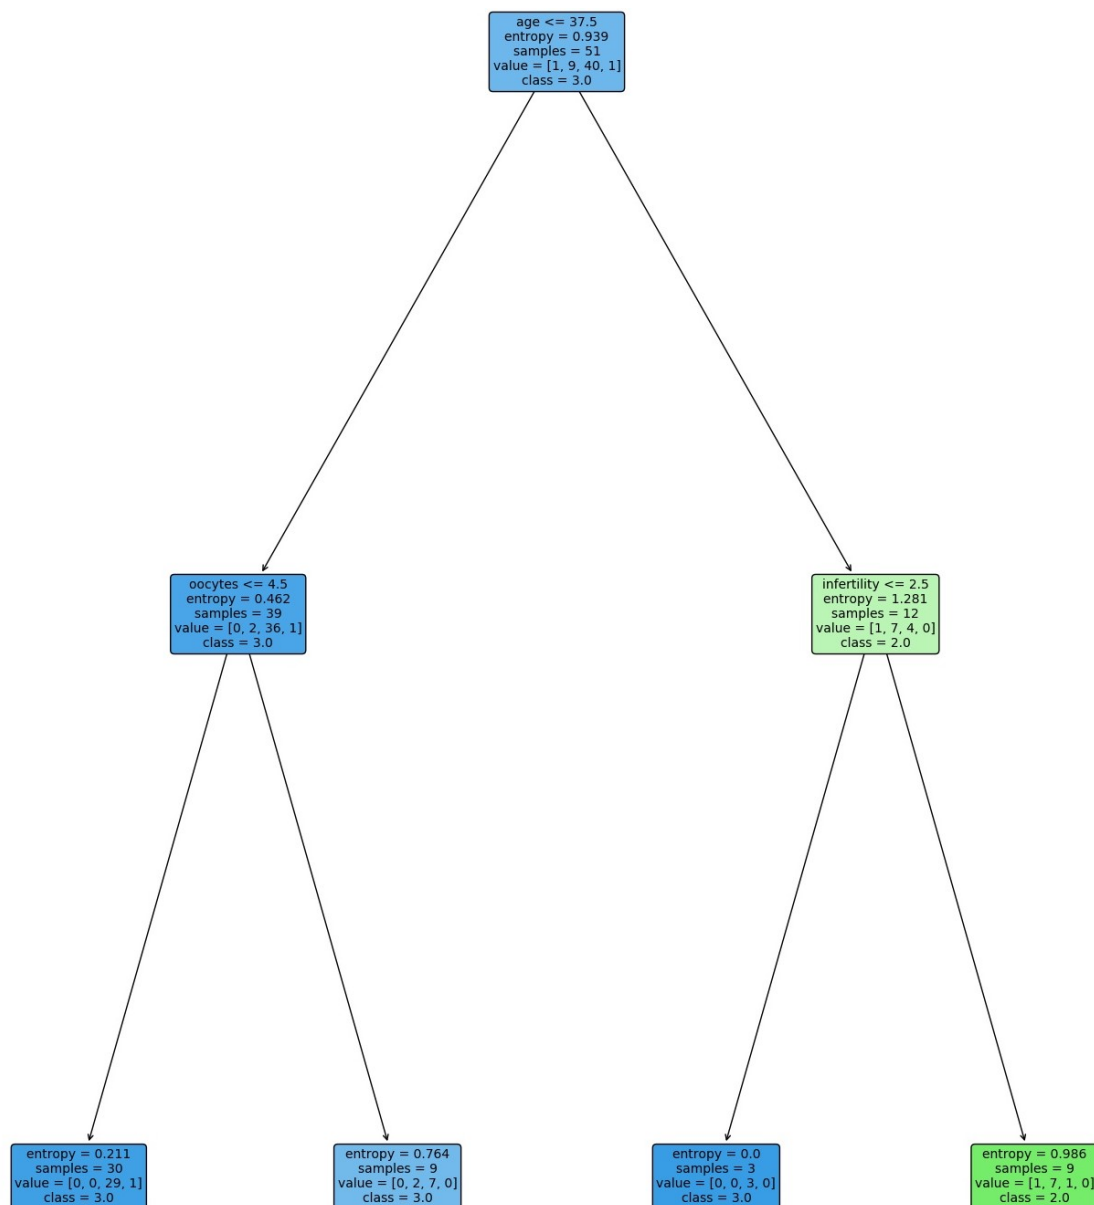 age <= 37.5
entropy = 0.939
samples = 51
value = [1, 9, 40, 1]
class = 3.0
oocytes <= 4.5
entropy = 0.462
samples = 39
value = [0, 2, 36, 1]
class = 3.0
infertility <= 2.5
entropy = 1.281
samples = 12
value = [1, 7, 4, 0]
class = 2.0
entropy = 0.211
samples = 30
value = [0, 0, 29, 1]
class = 3.0
entropy = 0.764
samples = 9
value = [0, 2, 7, 0]
class = 3.0
entropy = 0.0
samples = 3
value = [0, 0, 3, 0]
class = 3.0
entropy = 0.986
samples = 9
value = [1, 7, 1, 0]
class = 2.0